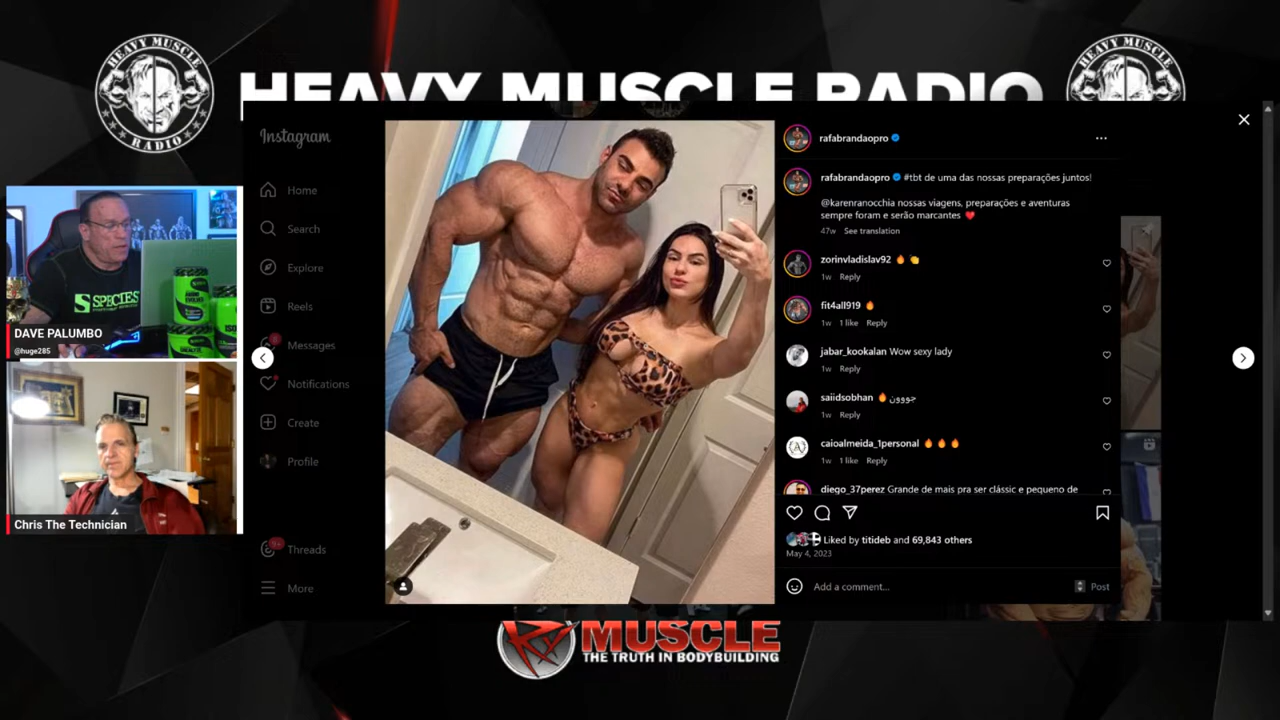 HEAVY MUSCLE
RADIO
HEAVY MUSCLE RADIO
HEAVY MUSCLE
Instagram
Home
Search
Explore
Reels
Messages
Notifications
Create
Profile
9+
Threads
More
SPECIES
DAVE PALUMBO
@huge285
Chris The Technician
rafabrandaopro
rafabrandaopro #tbt de uma das nossas preparações juntos!
@karenranocchia nossas viagens, preparações e aventuras
sempre foram e serão marcantes ❤️
47w See translation
zorinvladislav92 🔥 👏
1w Reply
fit4all919 🔥
1w 1 like Reply
jabar_kookalan Wow sexy lady
1w Reply
saiidsobhan 🔥 جووون
1w Reply
caioalmeida_1personal 🔥 🔥 🔥
1w 1 like Reply
diego_37perez Grande de mais pra ser clássic e pequeno de
Liked by titideb and 69,843 others
May 4, 2023
Add a comment...
Post
MUSCLE
THE TRUTH IN BODYBUILDING